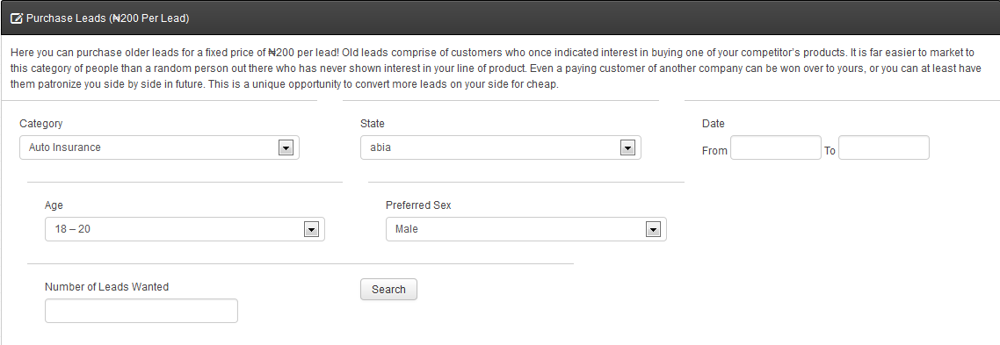 Purchase Leads (₦200 Per Lead)
Here you can purchase older leads for a fixed price of ₦200 per lead! Old leads comprise of customers who once indicated interest in buying one of your competitor's products. It is far easier to market to
this category of people than a random person out there who has never shown interest in your line of product. Even a paying customer of another company can be won over to yours, or you can at least have
them patronize you side by side in future. This is a unique opportunity to convert more leads on your side for cheap.
Category State Date
Auto Insurance abia From To
Age Preferred Sex
18 – 20 Male
Number of Leads Wanted Search